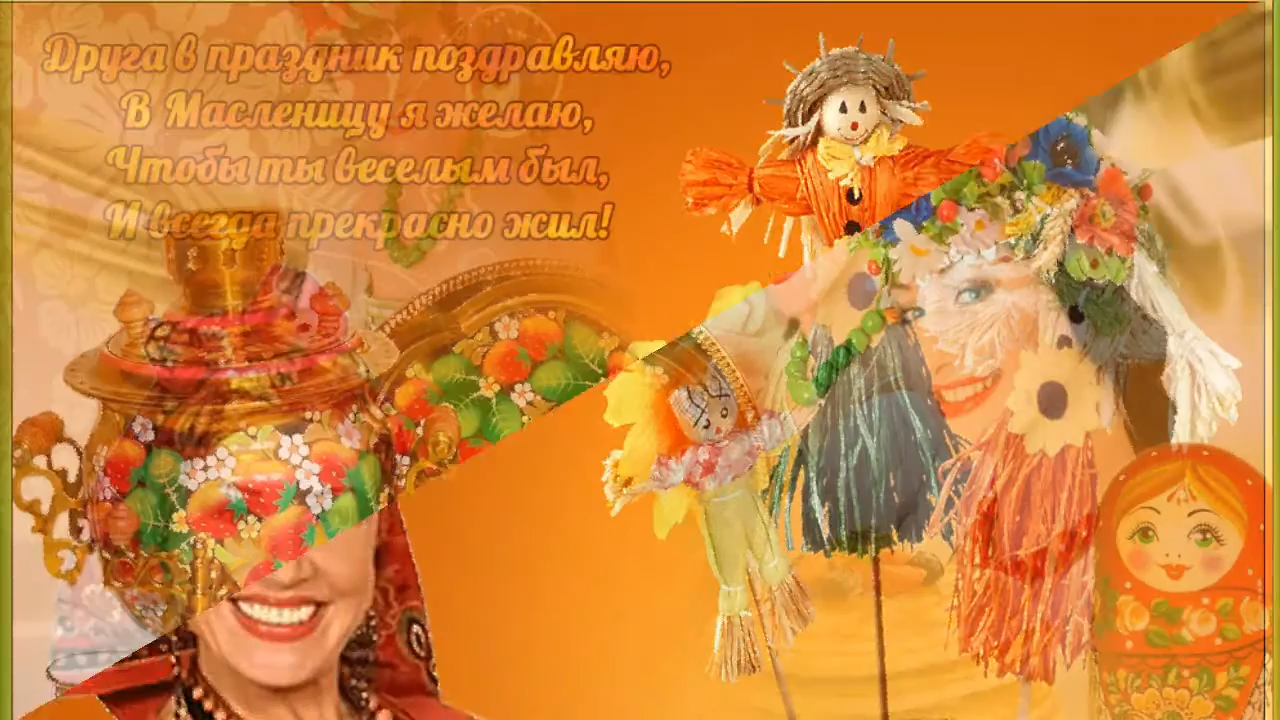 Друга в праздник поздравляю,
В Масленицу я желаю,
Чтобы ты веселым был,
И всегда прекрасно жил!